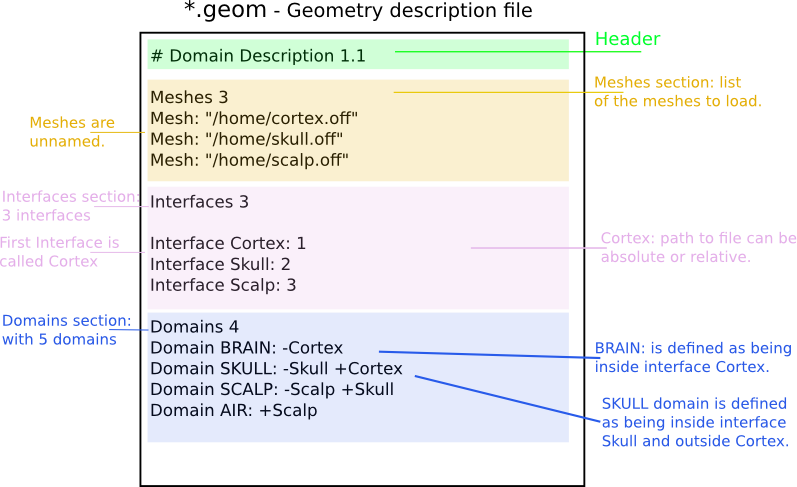 *.geom - Geometry description file
Header
# Domain Description 1.1
Meshes section: list
of the meshes to load.
Meshes 3
Mesh: "/home/cortex.off"
Mesh: "/home/skull.off"
Mesh: "/home/scalp.off"
Meshes are
unnamed.
Interfaces section:
3 interfaces
Interfaces 3
First Interface is
called Cortex
Interface Cortex: 1
Interface Skull: 2
Interface Scalp: 3
Cortex: path to file can be
absolute or relative.
Domains section:
with 5 domains
Domains 4
Domain BRAIN: -Cortex
Domain SKULL: -Skull +Cortex
Domain SCALP: -Scalp +Skull
Domain AIR: +Scalp
BRAIN: is defined as being
inside interface Cortex.
SKULL domain is defined
as being inside interface
Skull and outside Cortex.